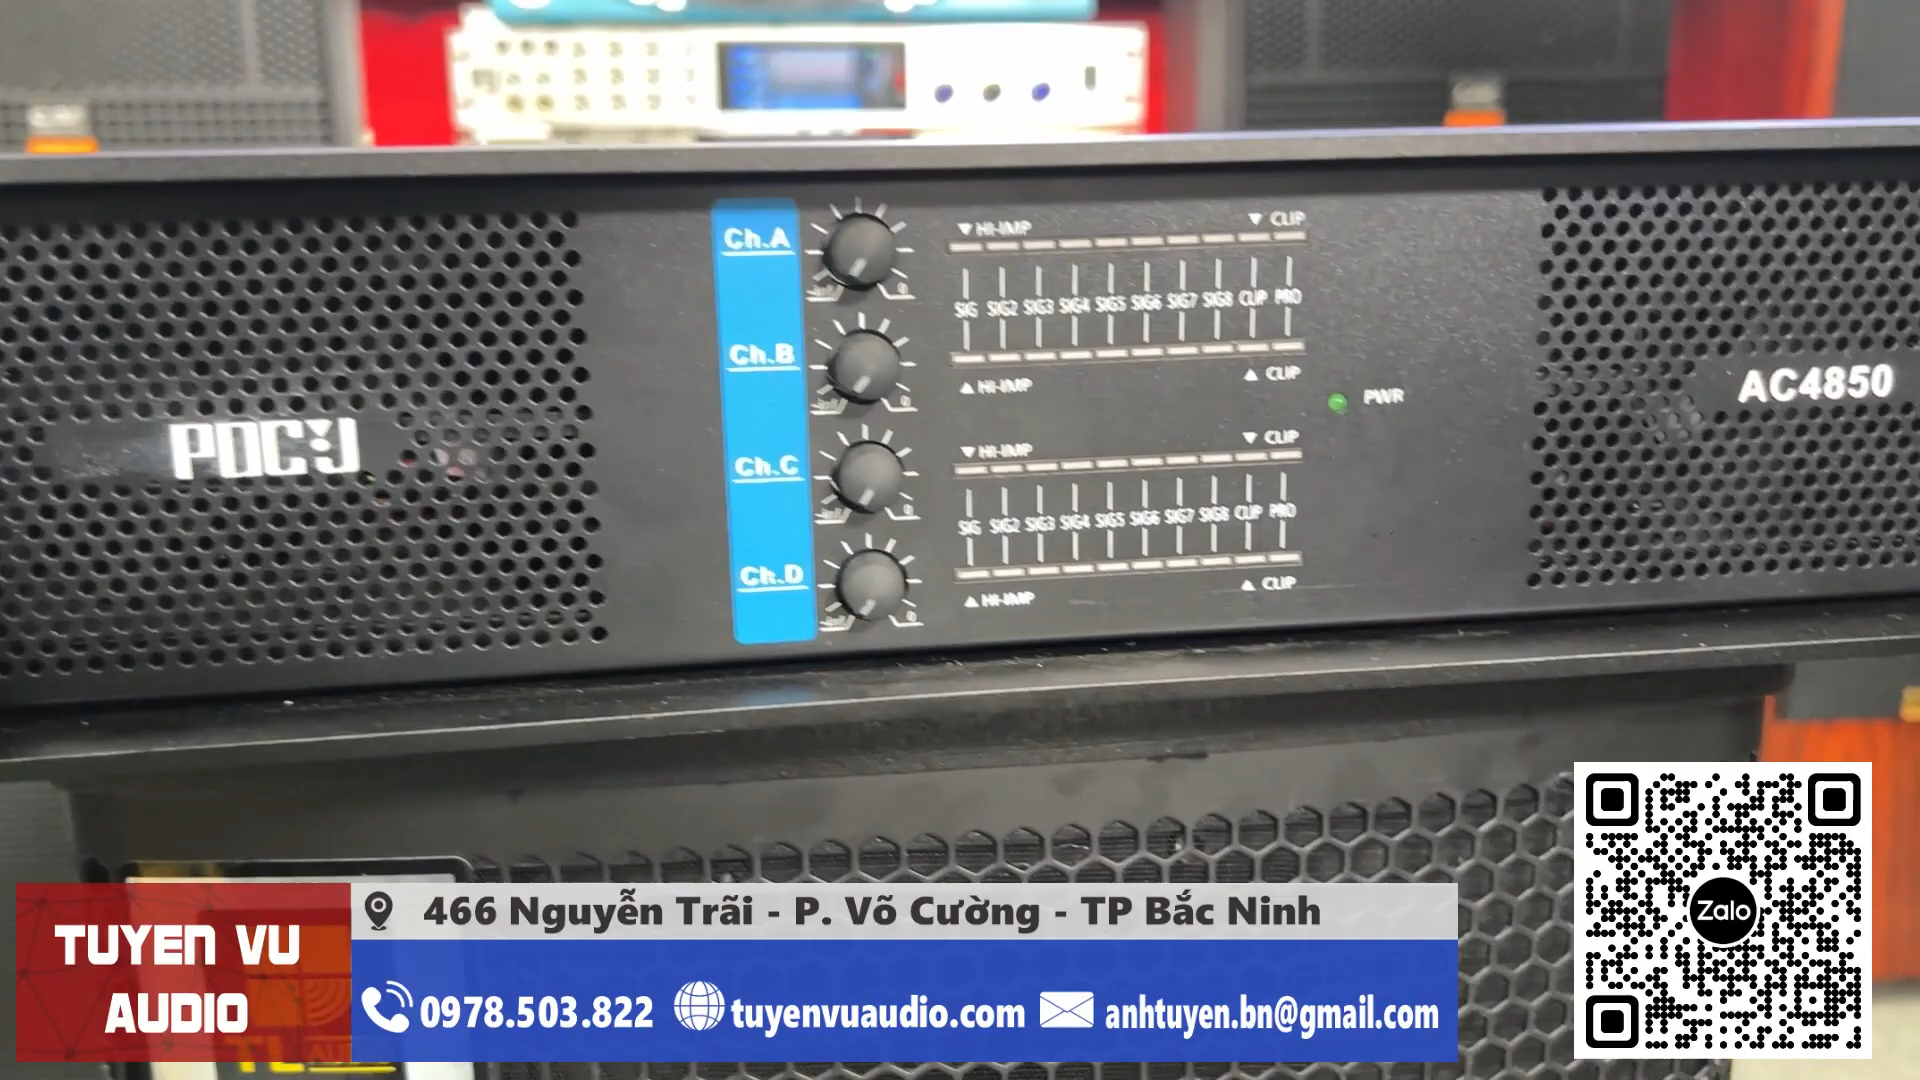 Ch.A
Ch.B
Ch.C
Ch.D
HI-IMP
CLIP
SIG SIG2 SIG3 SIG4 SIG5 SIG6 SIG7 SIG8 CLIP PRO
HI-IMP
CLIP
PWR
HI-IMP
CLIP
SIG SIG2 SIG3 SIG4 SIG5 SIG6 SIG7 SIG8 CLIP PRO
HI-IMP
CLIP
AC4850
466 Nguyễn Trãi - P. Võ Cường - TP Bắc Ninh
TUYEN VU
AUDIO
0978.503.822
tuyenvuaudio.com
anhtuyen.bn@gmail.com
Zalo